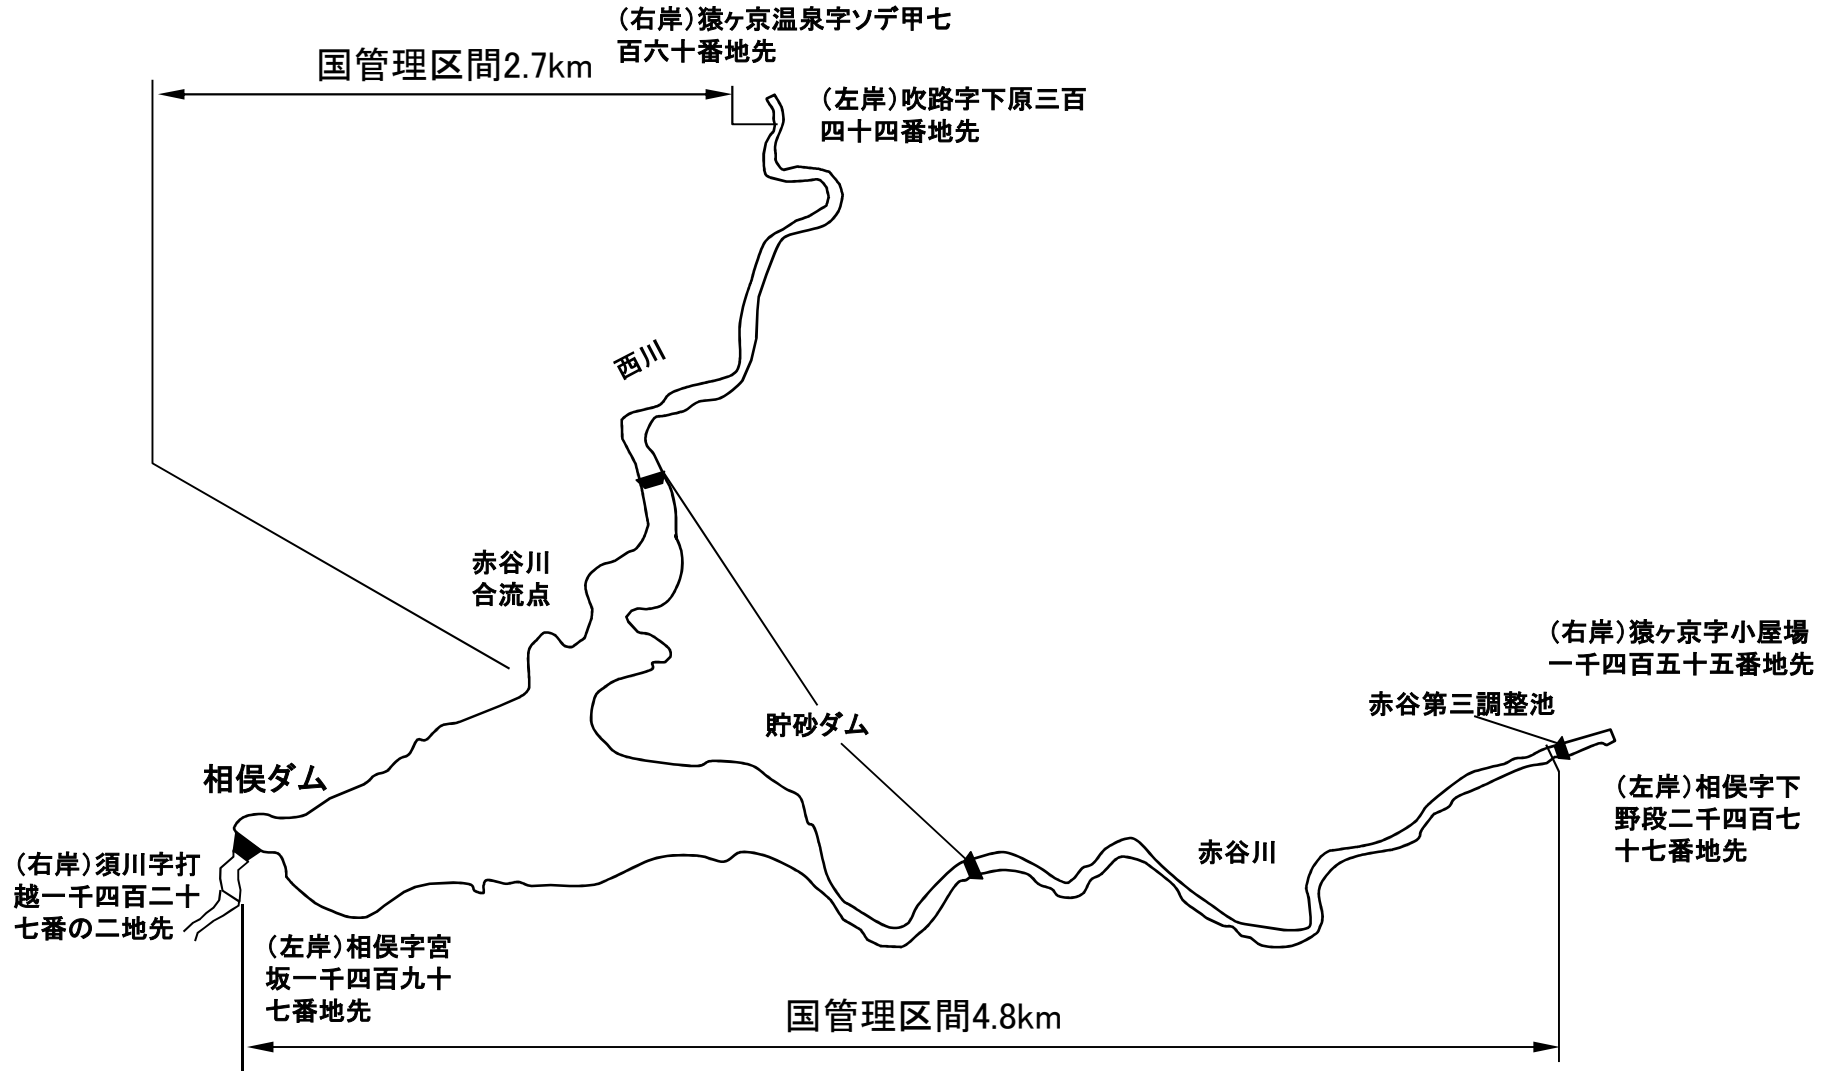 (右岸)猿ヶ京温泉字ソデ甲七
百六十番地先
国管理区間2.7km
(左岸)吹路字下原三百
四十四番地先
西川
赤谷川
合流点
(右岸)猿ヶ京字小屋場
一千四百五十五番地先
赤谷第三調整池
貯砂ダム
相俣ダム
(左岸)相俣字下
野段二千四百七
十七番地先
赤谷川
(右岸)須川字打
越一千四百二十
七番の二地先
(左岸)相俣字宮
坂一千四百九十
七番地先
国管理区間4.8km